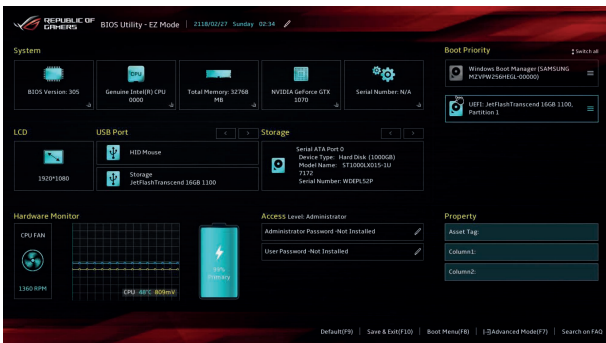 REPUBLIC OF
GAMERS
BIOS Utility - EZ Mode
2118/02/27 Sunday 02:34
System
BIOS Version: 305
CPU
Genuine Intel(R) CPU
0000
Total Memory: 32768
MB
NVIDIA GeForce GTX
1070
Serial Number: N/A
Boot Priority
Switch all
Windows Boot Manager (SAMSUNG
MZVPW256HEGL-00000)
UEFI: JetFlashTranscend 16GB 1100,
Partition 1
LCD
1920*1080
USB Port
HID Mouse
Storage
JetFlashTranscend 16GB 1100
Storage
Serial ATA Port 0
Device Type: Hard Disk (1000GB)
Model Name: ST1000LX015-1U
7172
Serial Number: WDEPL52P
Hardware Monitor
CPU FAN
1360 RPM
CPU 48°C 809mV
99%
Primary
Access Level: Administrator
Administrator Password -Not Installed
User Password -Not Installed
Property
Asset Tag:
Column1:
Column2:
Default(F9)
Save & Exit(F10)
Boot Menu(F8)
Advanced Mode(F7)
Search on FAQ